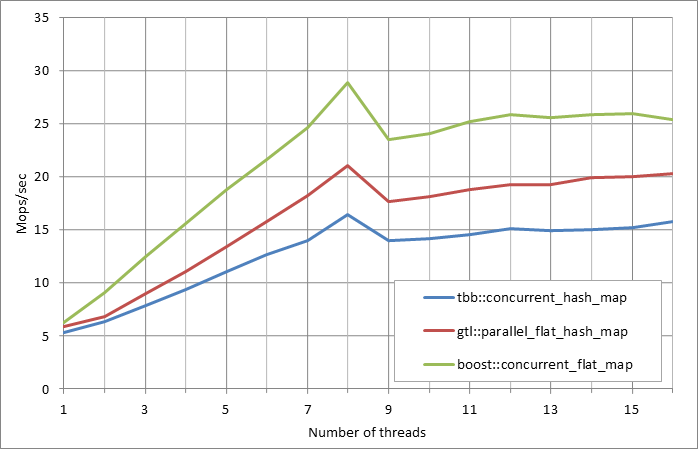 35
30
25
20
15
10
5
0
Mops/sec
tbb::concurrent_hash_map
gtl::parallel_flat_hash_map
boost::concurrent_flat_map
1 3 5 7 9 11 13 15
Number of threads